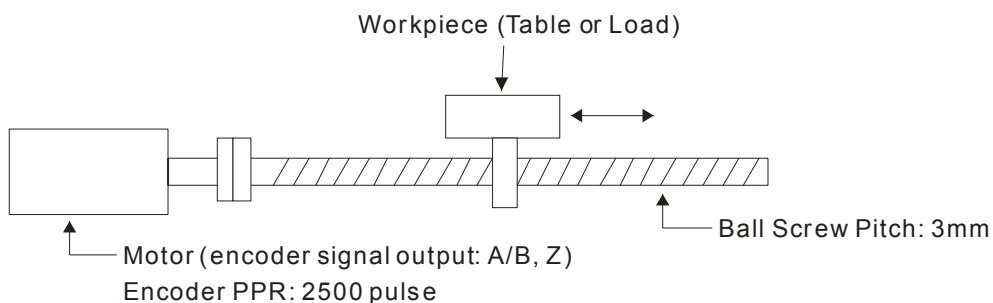 Workpiece (Table or Load)
Ball Screw Pitch: 3mm
Motor (encoder signal output: A/B, Z)
Encoder PPR: 2500 pulse